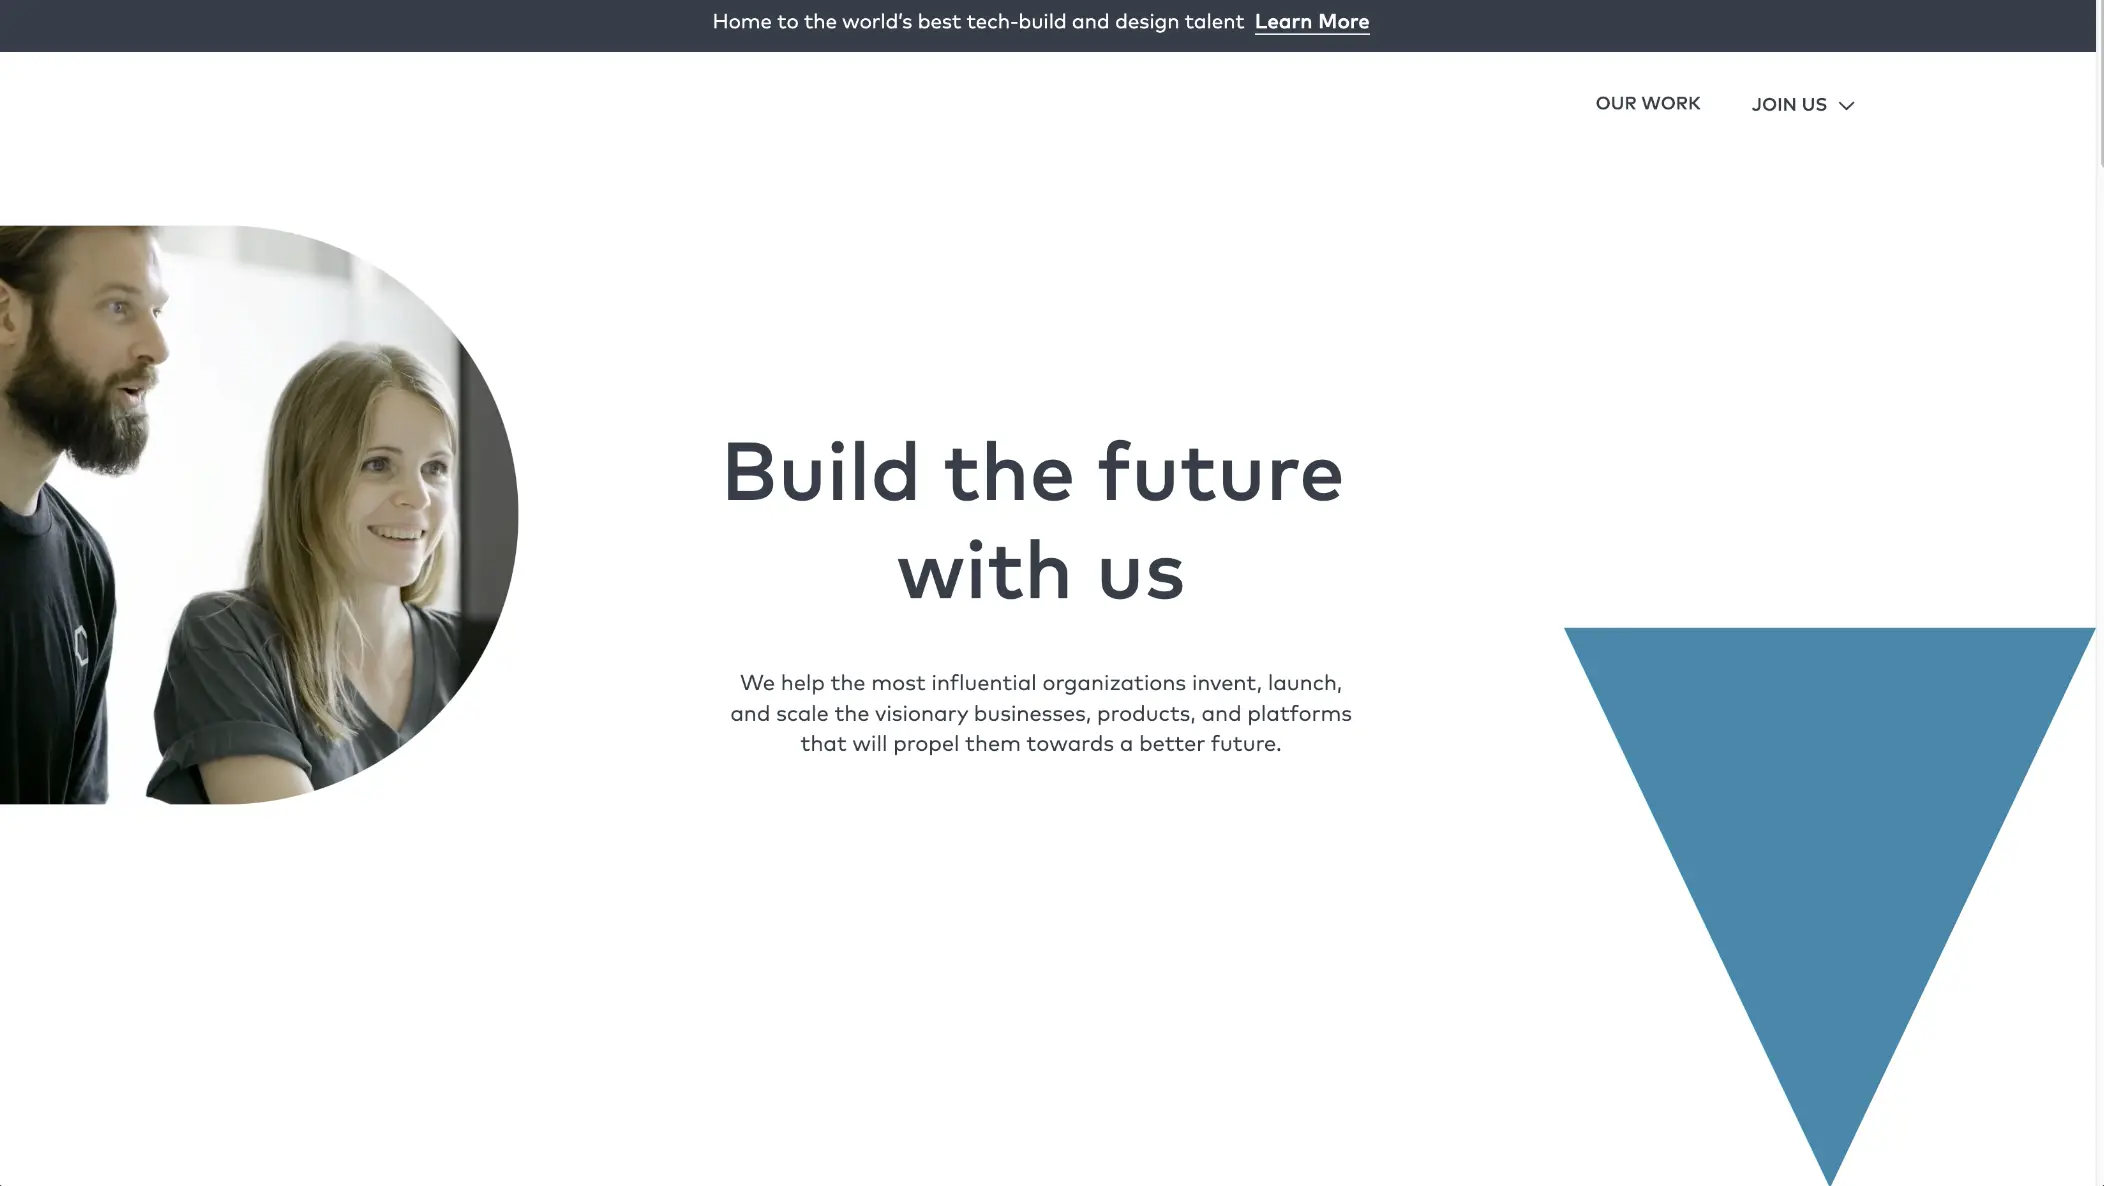 Home to the world’s best tech-build and design talent Learn More
OUR WORK
JOIN US
Build the future
with us
We help the most influential organizations invent, launch,
and scale the visionary businesses, products, and platforms
that will propel them towards a better future.